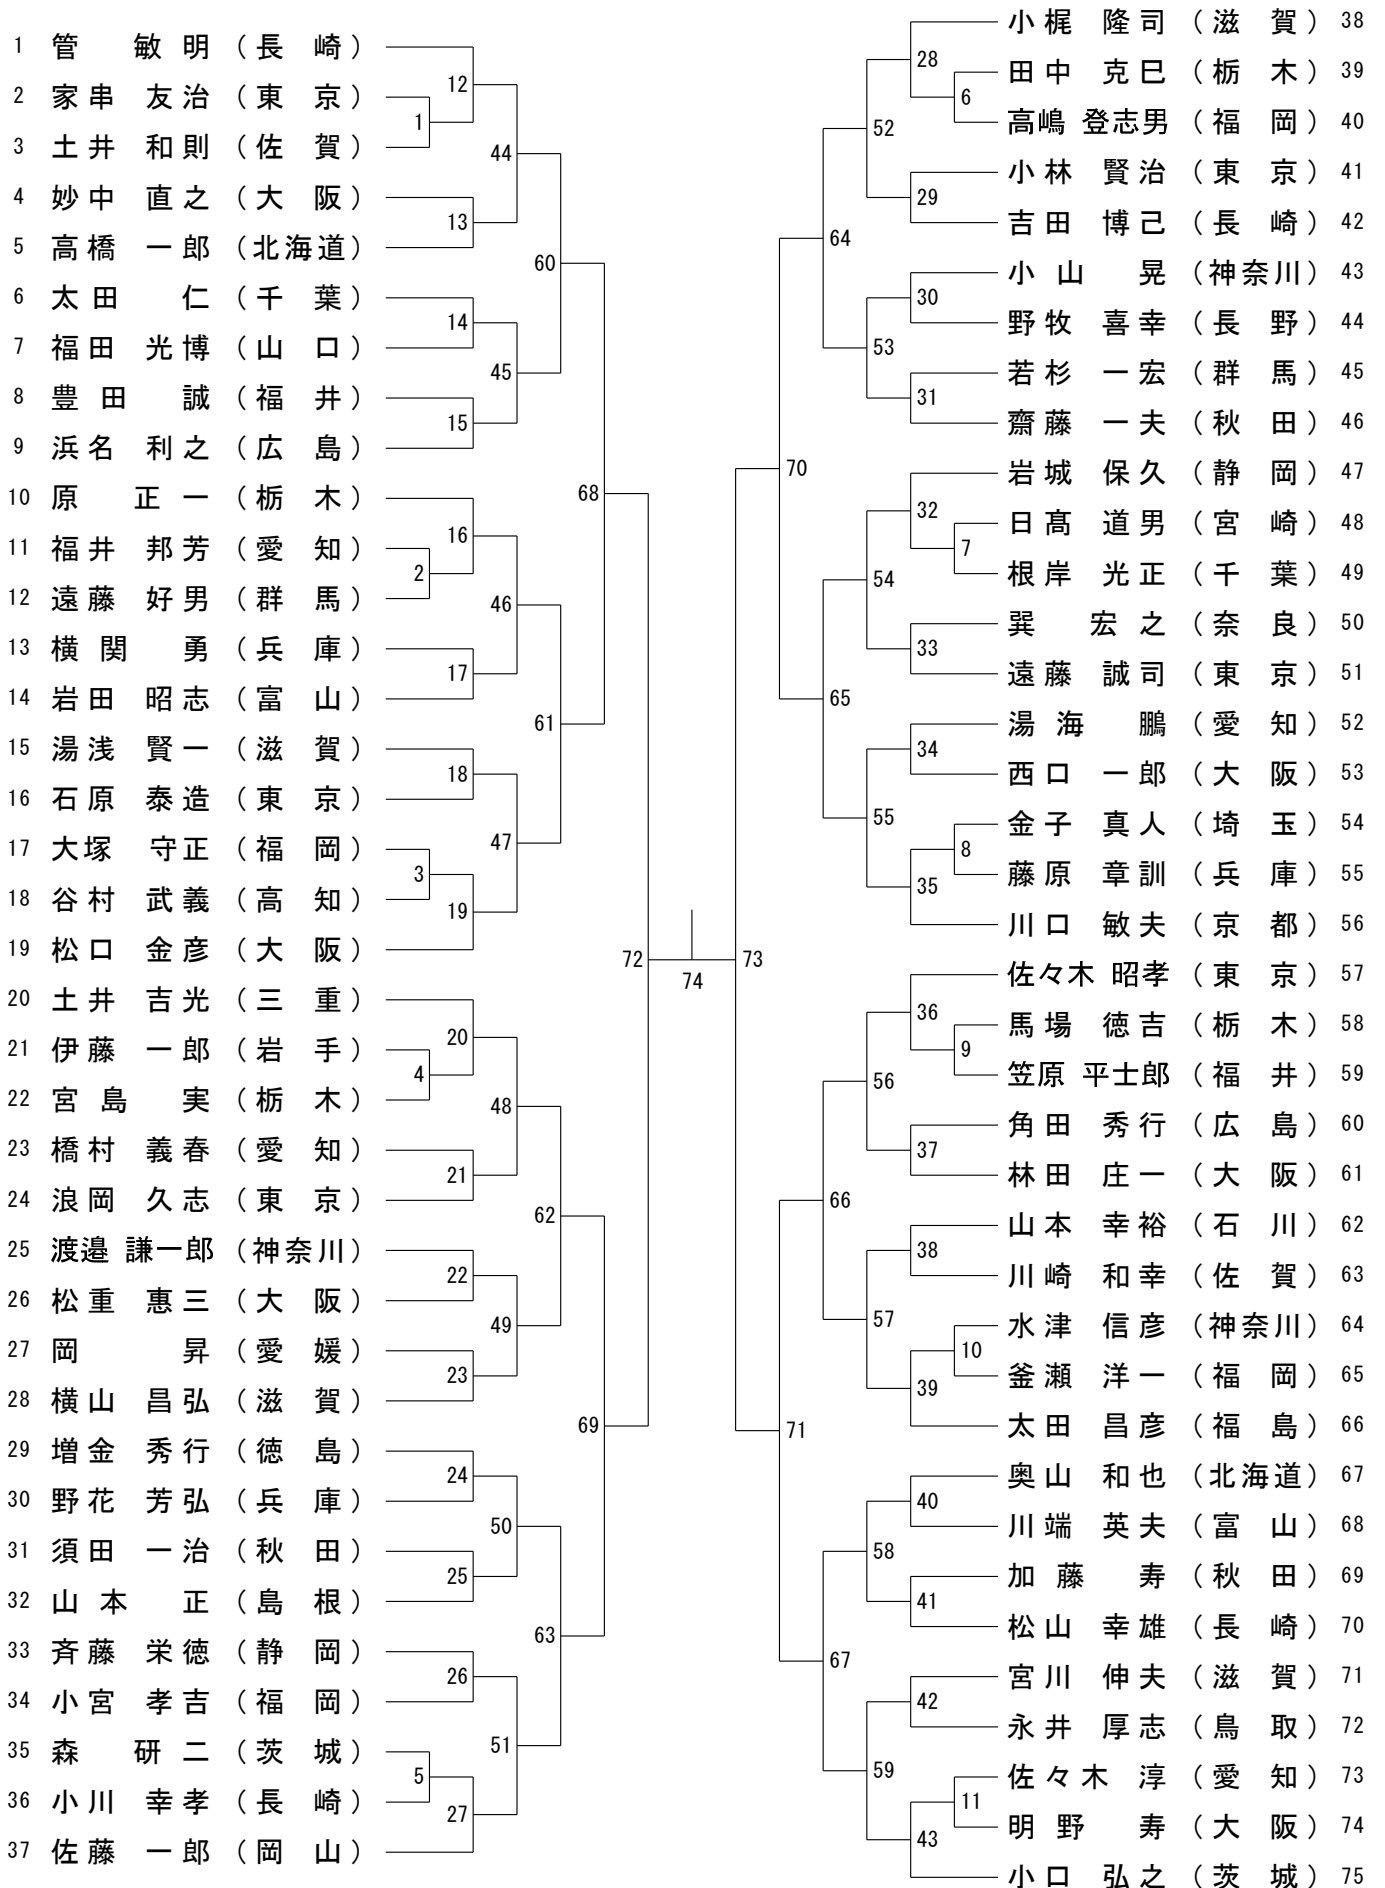 1 管 敏明（長崎）
2 家串 友治（東京）
3 土井 和則（佐賀）
4 妙中 直之（大阪）
5 高橋 一郎（北海道）
6 太田 仁（千葉）
7 福田 光博（山口）
8 豊田 誠（福井）
9 浜名 利之（広島）
10 原 正一（栃木）
11 福井 邦芳（愛知）
12 遠藤 好男（群馬）
13 横関 勇（兵庫）
14 岩田 昭志（富山）
15 湯浅 賢一（滋賀）
16 石原 泰造（東京）
17 大塚 守正（福岡）
18 谷村 武義（高知）
19 松口 金彦（大阪）
20 土井 吉光（三重）
21 伊藤 一郎（岩手）
22 宮島 実（栃木）
23 橋村 義春（愛知）
24 浪岡 久志（東京）
25 渡邉 謙一郎（神奈川）
26 松重 惠三（大阪）
27 岡 昇（愛媛）
28 横山 昌弘（滋賀）
29 増金 秀行（徳島）
30 野花 芳弘（兵庫）
31 須田 一治（秋田）
32 山本 正（島根）
33 斉藤 栄徳（静岡）
34 小宮 孝吉（福岡）
35 森 研二（茨城）
36 小川 幸孝（長崎）
37 佐藤 一郎（岡山）
1
2
3
4
5
12
13
14
15
16
17
18
19
20
21
22
23
24
25
26
27
44
45
46
47
48
49
50
51
60
61
62
63
68
69
72
74
73
70
71
64
65
66
67
52
53
54
55
56
57
58
59
28
29
30
31
32
33
34
35
36
37
38
39
40
41
42
43
6
7
8
9
10
11
小梶 隆司（滋賀）38
田中 克巳（栃木）39
高嶋 登志男（福岡）40
小林 賢治（東京）41
吉田 博己（長崎）42
小山 晃（神奈川）43
野牧 喜幸（長野）44
若杉 一宏（群馬）45
齋藤 一夫（秋田）46
岩城 保久（静岡）47
日髙 道男（宮崎）48
根岸 光正（千葉）49
巽 宏之（奈良）50
遠藤 誠司（東京）51
湯海 鵬（愛知）52
西口 一郎（大阪）53
金子 真人（埼玉）54
藤原 章訓（兵庫）55
川口 敏夫（京都）56
佐々木 昭孝（東京）57
馬場 徳吉（栃木）58
笠原 平士郎（福井）59
角田 秀行（広島）60
林田 庄一（大阪）61
山本 幸裕（石川）62
川崎 和幸（佐賀）63
水津 信彦（神奈川）64
釜瀬 洋一（福岡）65
太田 昌彦（福島）66
奥山 和也（北海道）67
川端 英夫（富山）68
加藤 寿（秋田）69
松山 幸雄（長崎）70
宮川 伸夫（滋賀）71
永井 厚志（鳥取）72
佐々木 淳（愛知）73
明野 寿（大阪）74
小口 弘之（茨城）75